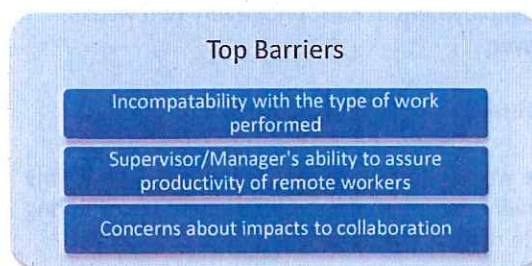 Top Barriers
Incompatability with the type of work
performed
Supervisor/Manager's ability to assure
productivity of remote workers
Concerns about impacts to collaboration